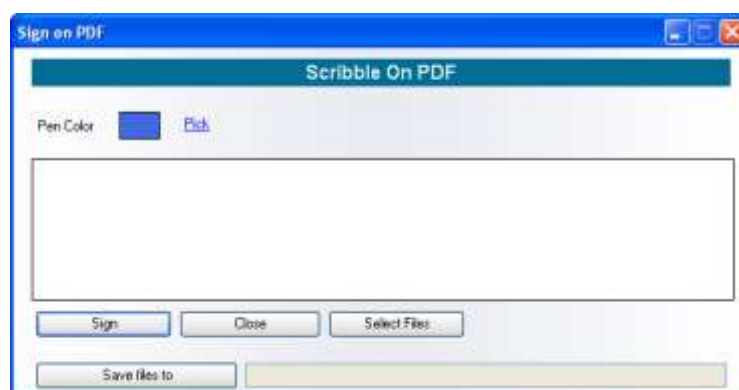 Sign on PDF
Scribble On PDF
Pen Color Pick
Sign Close Select Files
Save files to